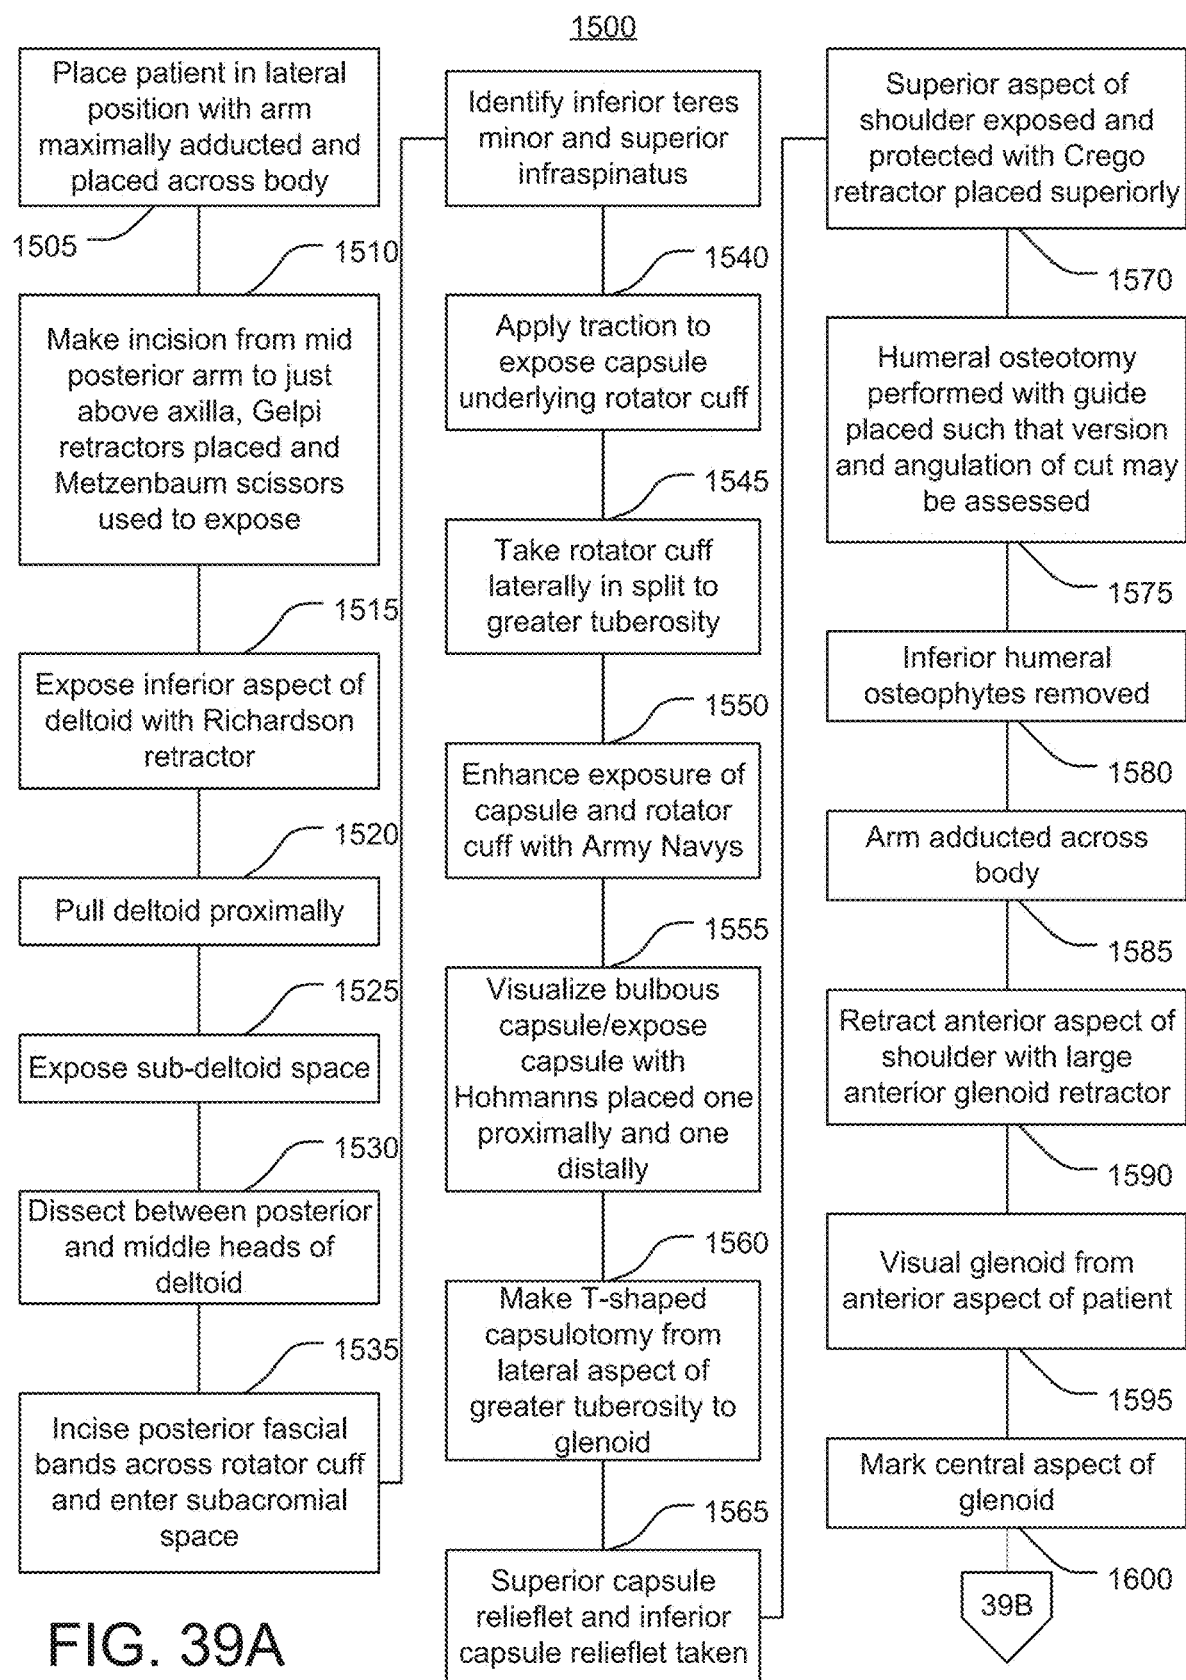 1500
Place patient in lateral
position with arm
maximally adducted and
placed across body
1505
1510
Make incision from mid
posterior arm to just
above axilla, Gelpi
retractors placed and
Metzenbaum scissors
used to expose
1515
Expose inferior aspect of
deltoid with Richardson
retractor
1520
Pull deltoid proximally
1525
Expose sub-deltoid space
1530
Dissect between posterior
and middle heads of
deltoid
1535
Incise posterior fascial
bands across rotator cuff
and enter subacromial
space
Identify inferior teres
minor and superior
infraspinatus
1540
Apply traction to
expose capsule
underlying rotator cuff
1545
Take rotator cuff
laterally in split to
greater tuberosity
1550
Enhance exposure of
capsule and rotator
cuff with Army Navys
1555
Visualize bulbous
capsule/expose
capsule with
Hohmanns placed one
proximally and one
distally
1560
Make T-shaped
capsulotomy from
lateral aspect of
greater tuberosity to
glenoid
1565
Superior capsule
relieflet and inferior
capsule relieflet taken
Superior aspect of
shoulder exposed and
protected with Crego
retractor placed superiorly
1570
Humeral osteotomy
performed with guide
placed such that version
and angulation of cut may
be assessed
1575
Inferior humeral
osteophytes removed
1580
Arm adducted across
body
1585
Retract anterior aspect of
shoulder with large
anterior glenoid retractor
1590
Visual glenoid from
anterior aspect of patient
1595
Mark central aspect of
glenoid
1600
39B
FIG. 39A